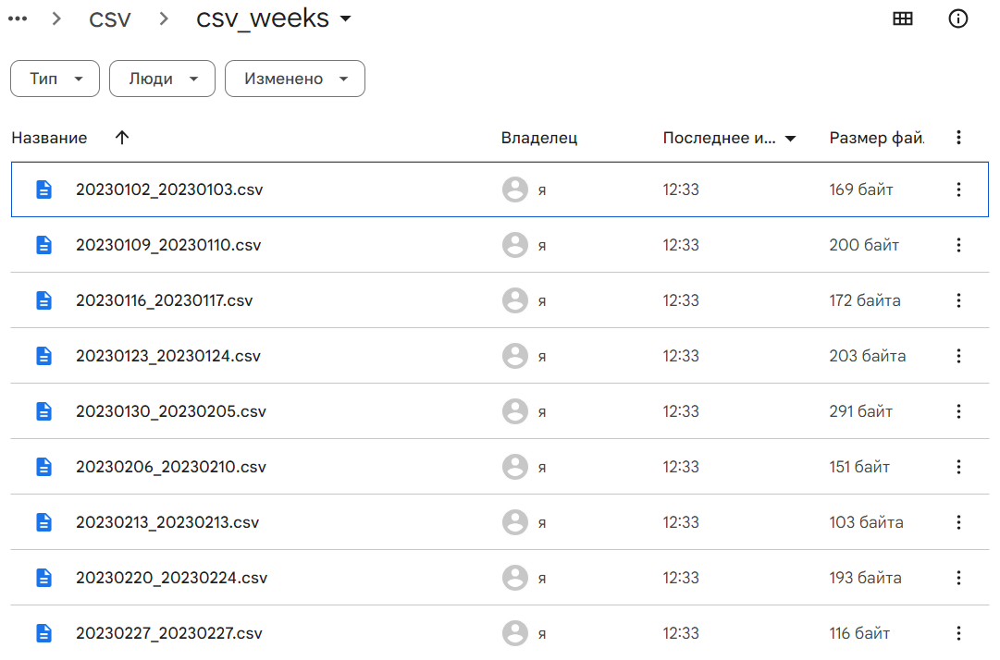 ••• > csv > csv_weeks
Тип Люди Изменено
Название Владелец Последнее и... Размер фай.
20230102_20230103.csv я 12:33 169 байт
20230109_20230110.csv я 12:33 200 байт
20230116_20230117.csv я 12:33 172 байта
20230123_20230124.csv я 12:33 203 байта
20230130_20230205.csv я 12:33 291 байт
20230206_20230210.csv я 12:33 151 байт
20230213_20230213.csv я 12:33 103 байта
20230220_20230224.csv я 12:33 193 байта
20230227_20230227.csv я 12:33 116 байт